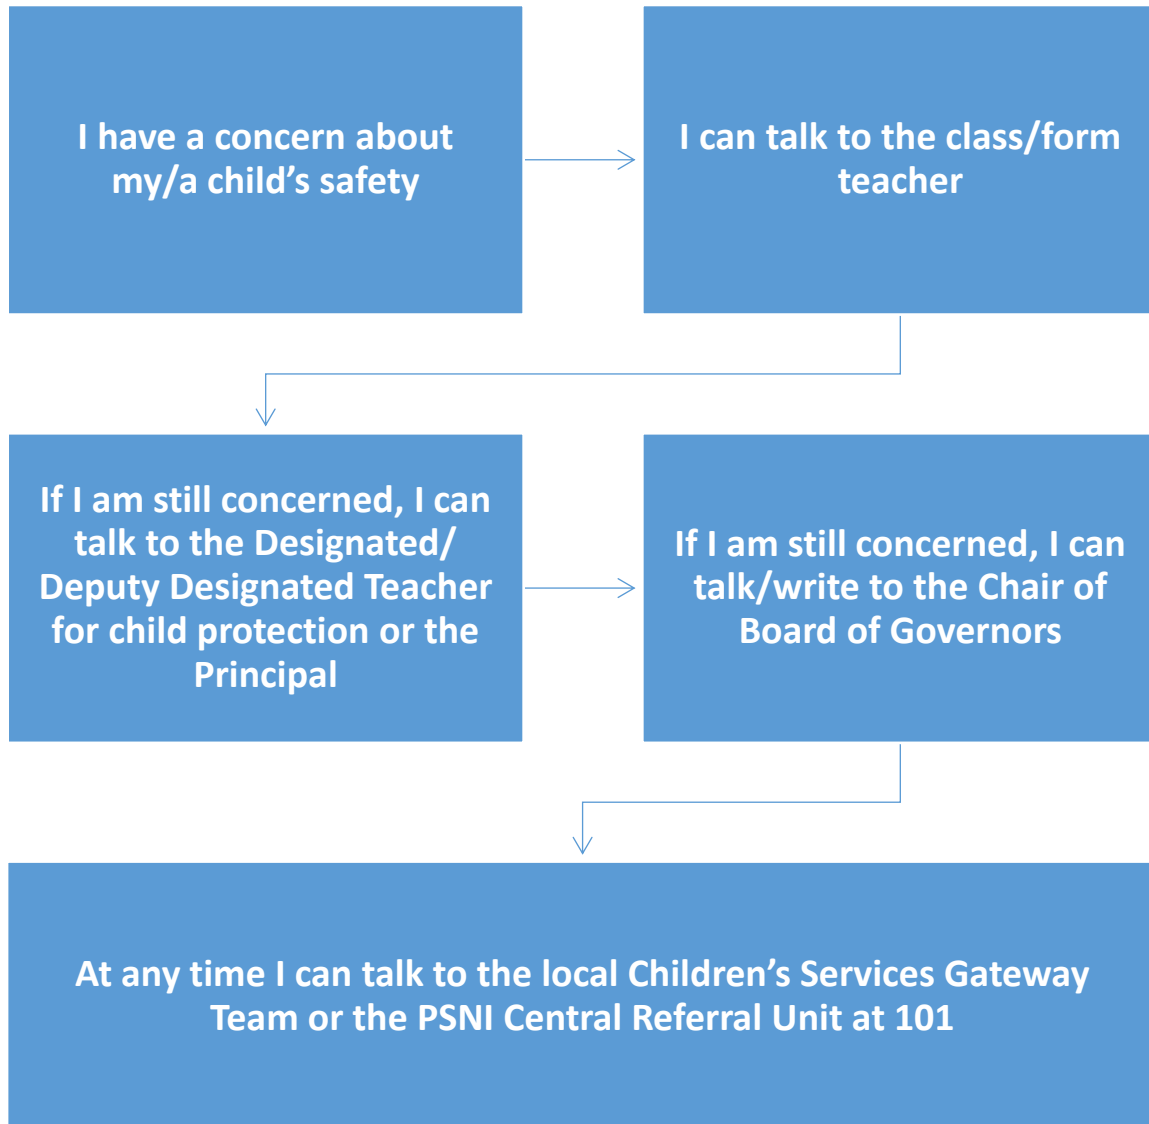 I have a concern about
my/a child’s safety
I can talk to the class/form
teacher
If I am still concerned, I can
talk to the Designated/
Deputy Designated Teacher
for child protection or the
Principal
If I am still concerned, I can
talk/write to the Chair of
Board of Governors
At any time I can talk to the local Children’s Services Gateway
Team or the PSNI Central Referral Unit at 101